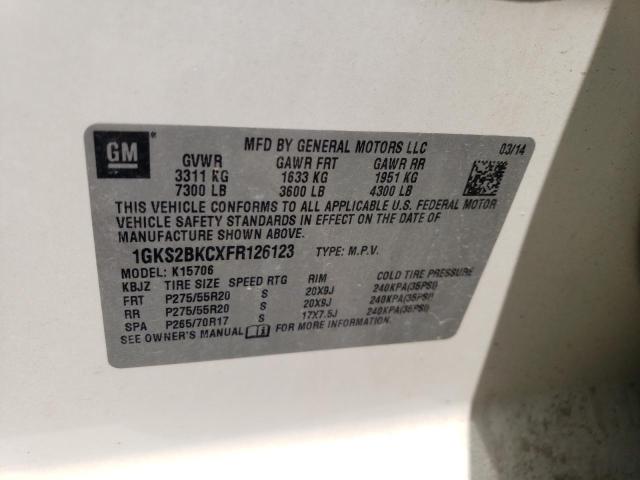 GM
MFD BY GENERAL MOTORS LLC 03/14
GVWR GAWR FRT GAWR RR
3311 KG 1633 KG 1951 KG
7300 LB 3600 LB 4300 LB
THIS VEHICLE CONFORMS TO ALL APPLICABLE U.S. FEDERAL MOTOR
VEHICLE SAFETY STANDARDS IN EFFECT ON THE DATE OF
MANUFACTURE SHOWN ABOVE.
1GKS2BKCXFR126123 TYPE: M.P.V.
MODEL: K15706
KBJZ TIRE SIZE SPEED RTG RIM COLD TIRE PRESSURE
FRT P275/55R20 S 20X9J 240KPA(35PSI)
RR P275/55R20 S 20X9J 240KPA(35PSI)
SPA P265/70R17 S 17X7.5J 240KPA(35PSI)
SEE OWNER'S MANUAL FOR MORE INFORMATION.